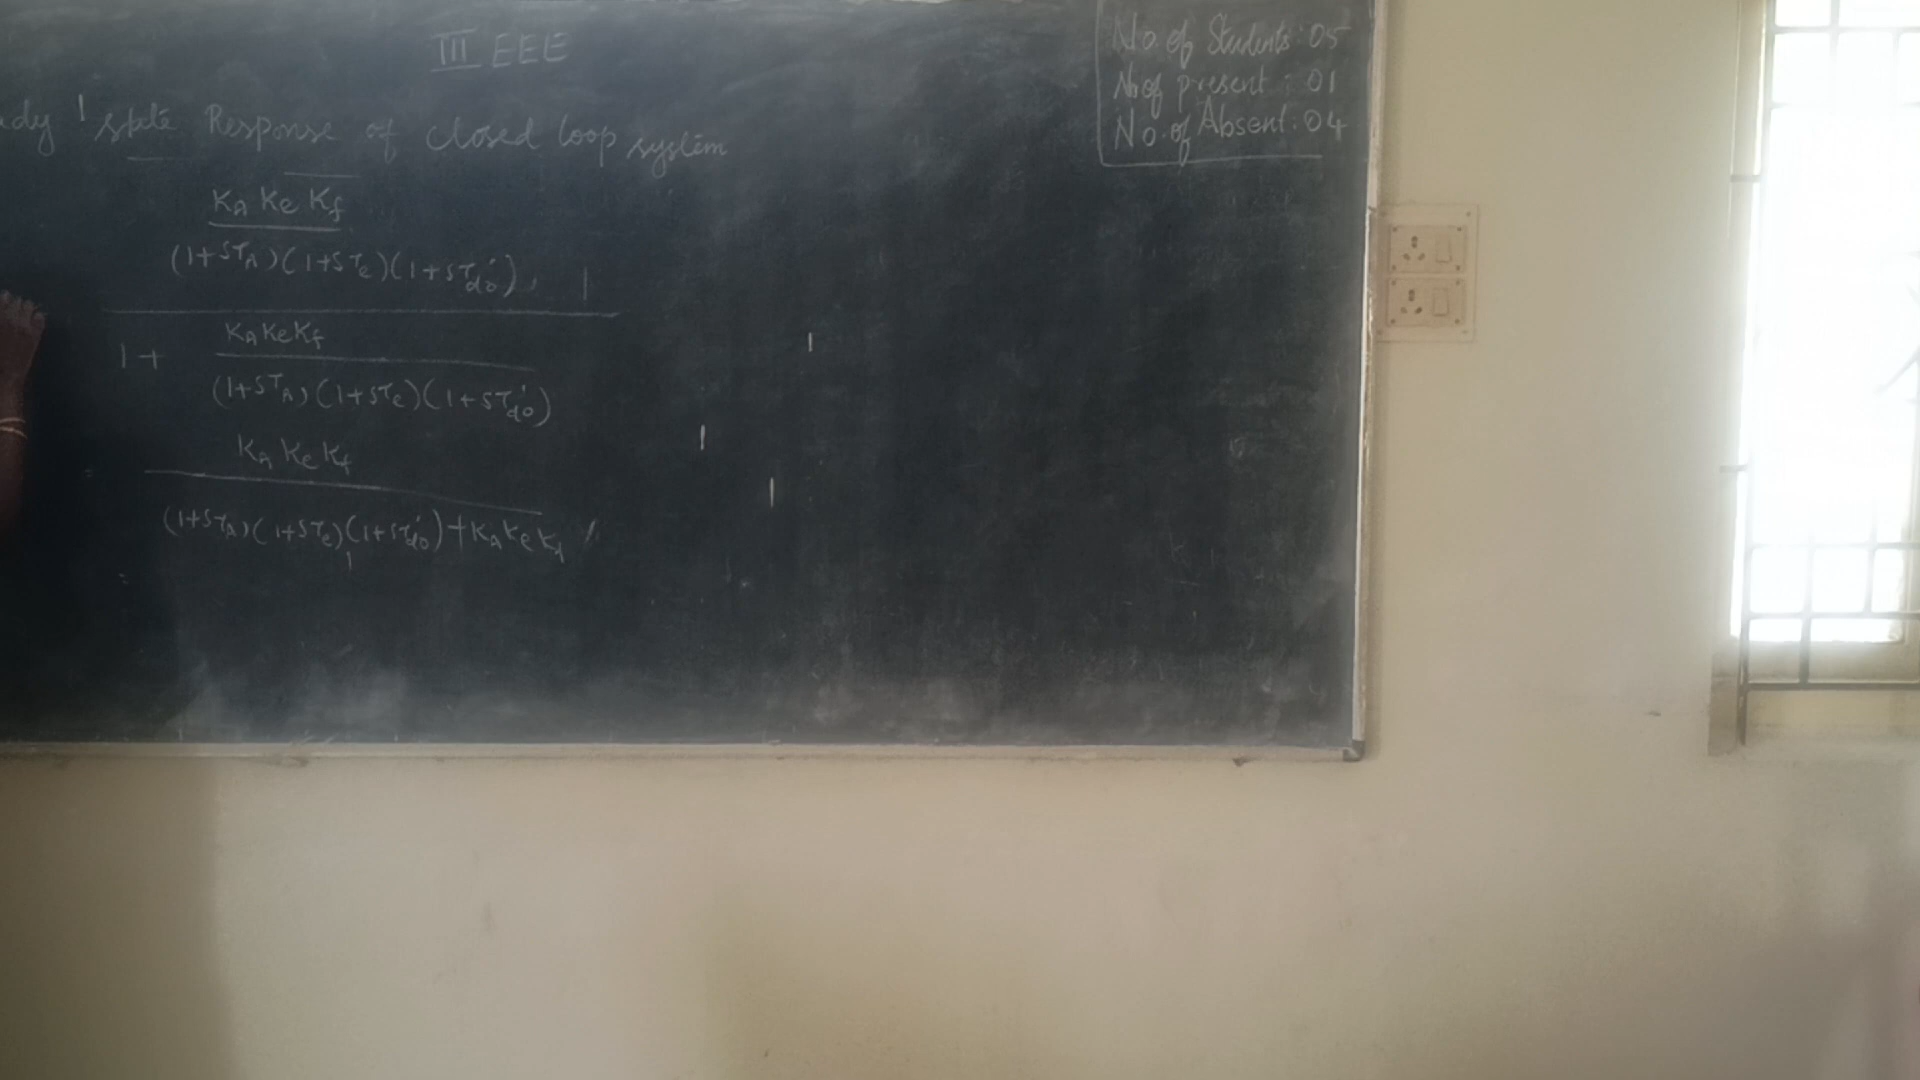 III EEE
No. of Students: 05
No of present : 01
No. of Absent: 04
ady state Response of closed loop system
KA Ke Kf
(1+STA)(1+STe)(1+ST'do)
1+ KA Ke Kf
(1+STA)(1+STe)(1+ST'do)
= KA Ke Kf
(1+STA)(1+STe)(1+ST'do)+KA Ke Kf